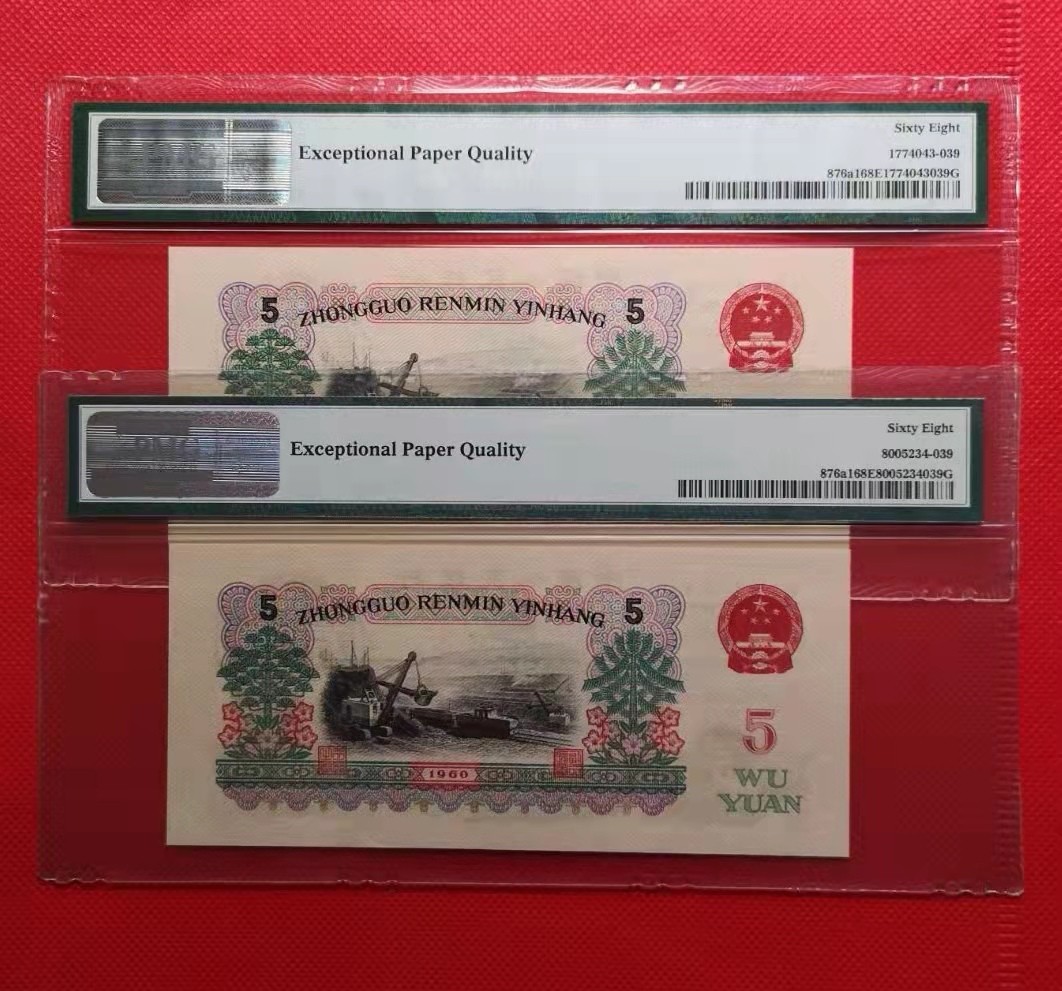 Exceptional Paper Quality
Sixty Eight
1774043-039
876a168E1774043039G
5 ZHONGGUO RENMIN YINHANG 5
PMG
Exceptional Paper Quality
Sixty Eight
8005234-039
876a168E8005234039G
5 ZHONGGUO RENMIN YINHANG 5
5
1960
WU
YUAN